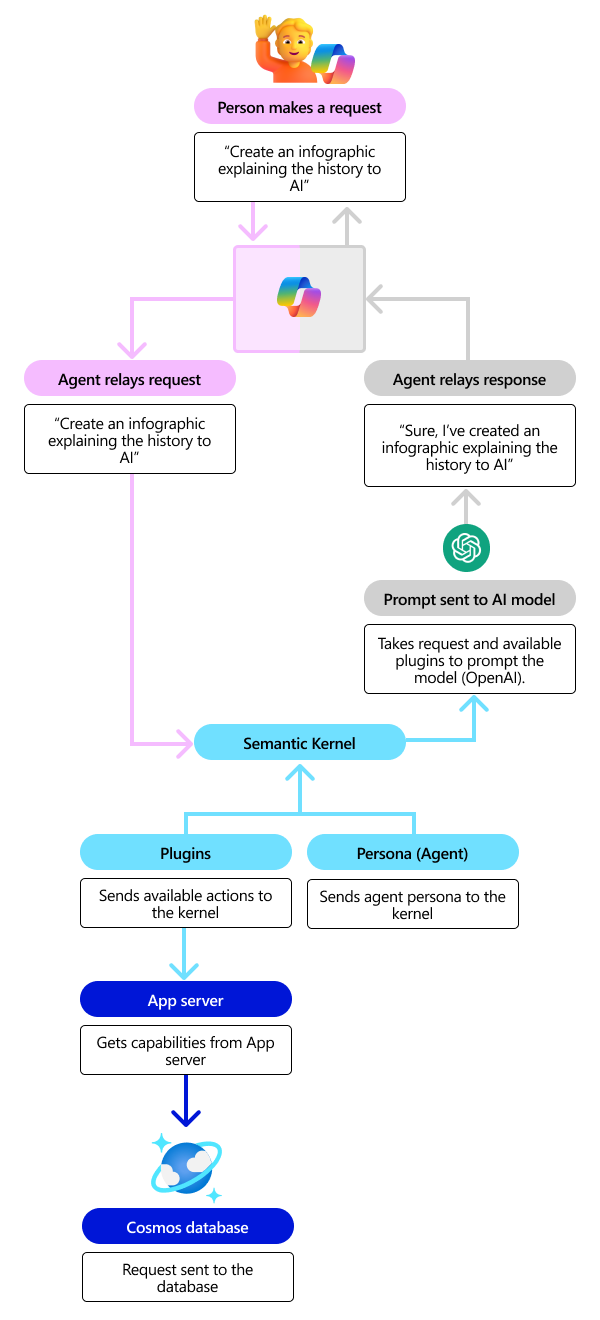 Person makes a request
“Create an infographic
explaining the history to
AI“
Agent relays request
“Create an infographic
explaining the history to
AI“
Agent relays response
“Sure, I’ve created an
infographic explaining the
history to AI”
Prompt sent to AI model
Takes request and available
plugins to prompt the
model (OpenAI).
Semantic Kernel
Plugins
Sends available actions to
the kernel
Persona (Agent)
Sends agent persona to the
kernel
App server
Gets capabilities from App
server
Cosmos database
Request sent to the
database